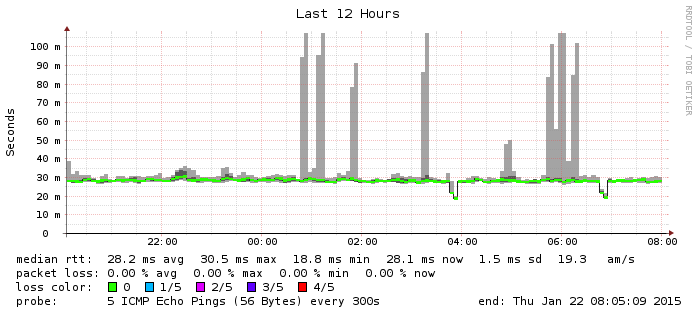 Last 12 Hours
RRDTOOL / TOBI OETIKER
Seconds
100 m
90 m
80 m
70 m
60 m
50 m
40 m
30 m
20 m
10 m
0
22:00 00:00 02:00 04:00 06:00 08:00
median rtt: 28.2 ms avg 30.5 ms max 18.8 ms min 28.1 ms now 1.5 ms sd 19.3 am/s
packet loss: 0.00 % avg 0.00 % max 0.00 % min 0.00 % now
loss color: 0 1/5 2/5 3/5 4/5
probe: 5 ICMP Echo Pings (56 Bytes) every 300s end: Thu Jan 22 08:05:09 2015